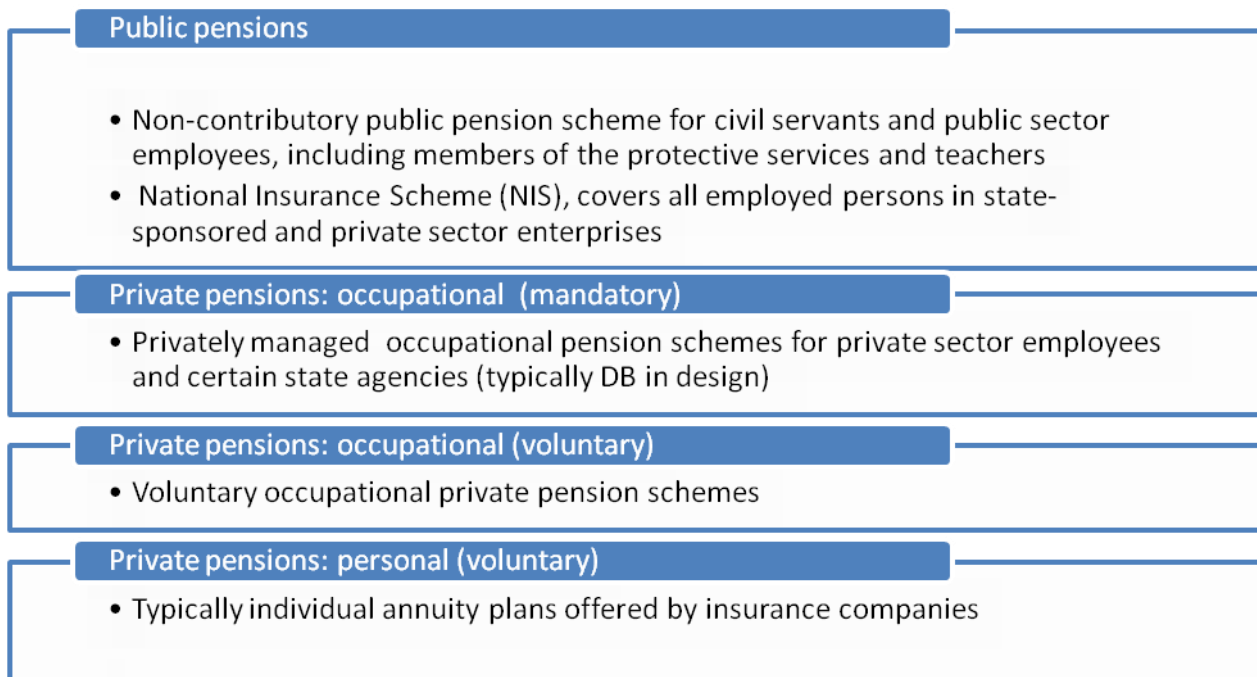 Public pensions
• Non-contributory public pension scheme for civil servants and public sector
employees, including members of the protective services and teachers
• National Insurance Scheme (NIS), covers all employed persons in state-
sponsored and private sector enterprises
Private pensions: occupational (mandatory)
• Privately managed occupational pension schemes for private sector employees
and certain state agencies (typically DB in design)
Private pensions: occupational (voluntary)
• Voluntary occupational private pension schemes
Private pensions: personal (voluntary)
• Typically individual annuity plans offered by insurance companies